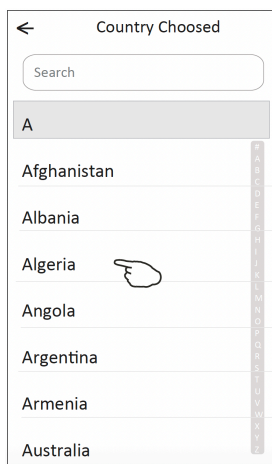 Country Choosed
Search
A
Afghanistan
Albania
Algeria
Angola
Argentina
Armenia
Australia
#
A
B
C
D
E
F
G
H
I
J
K
L
M
N
O
P
Q
R
S
T
U
V
W
X
Y
Z